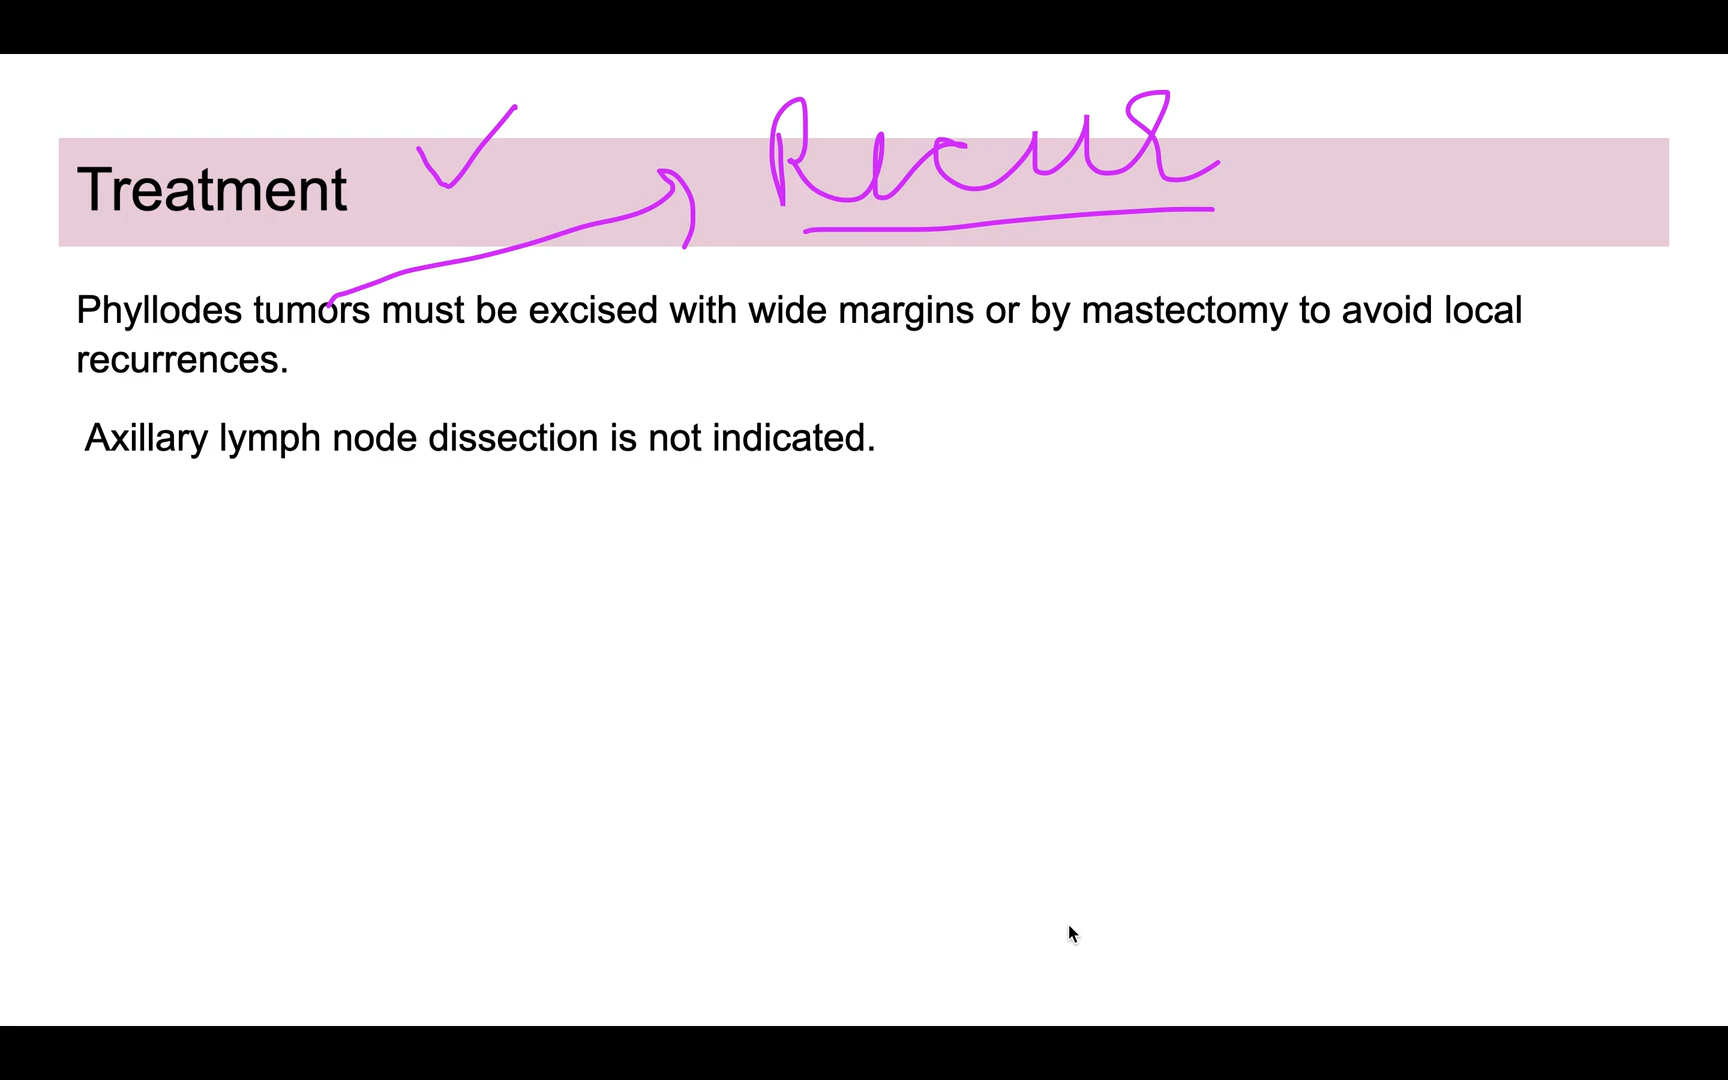 Treatment
Recur
Phyllodes tumors must be excised with wide margins or by mastectomy to avoid local
recurrences.
Axillary lymph node dissection is not indicated.